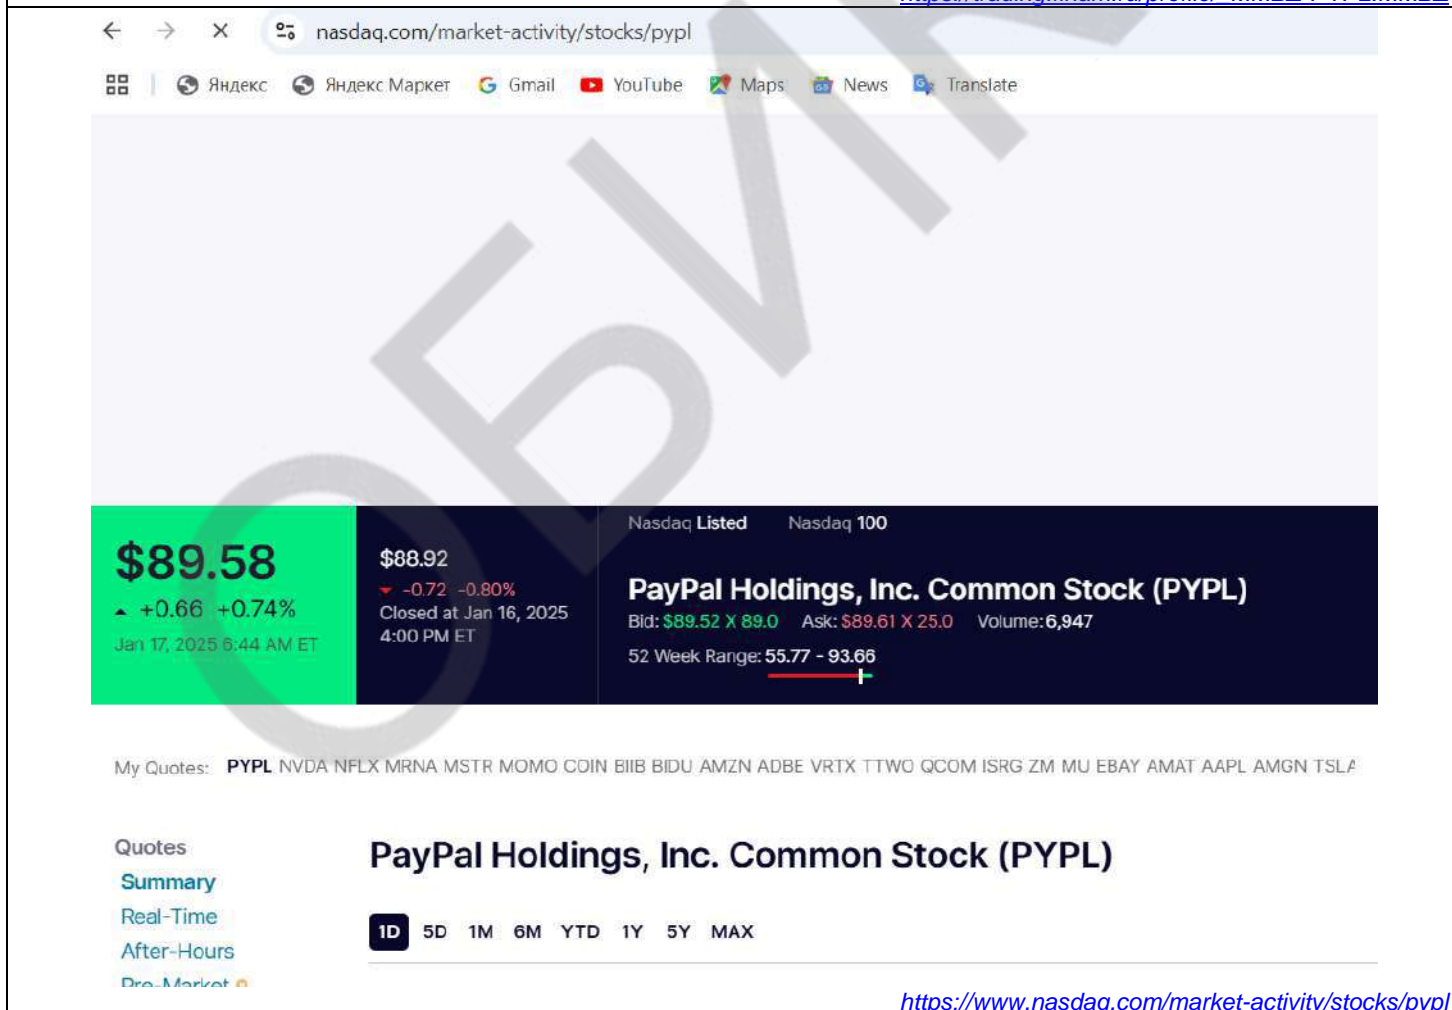 nasdaq.com/market-activity/stocks/pypl
Яндекс Яндекс Маркет Gmail YouTube Maps News Translate
ОБИ
Nasdaq Listed Nasdaq 100
$89.58
+0.66 +0.74%
Jan 17, 2025 6:44 AM ET
$88.92
-0.72 -0.80%
Closed at Jan 16, 2025
4:00 PM ET
PayPal Holdings, Inc. Common Stock (PYPL)
Bid: $89.52 X 89.0 Ask: $89.61 X 25.0 Volume: 6,947
52 Week Range: 55.77 - 93.66
My Quotes: PYPL NVDA NFLX MRNA MSTR MOMO COIN BIIB BIDU AMZN ADBE VRTX TTWO QCOM ISRG ZM MU EBAY AMAT AAPL AMGN TSLA
Quotes
Summary
Real-Time
After-Hours
Pre-Market
PayPal Holdings, Inc. Common Stock (PYPL)
1D 5D 1M 6M YTD 1Y 5Y MAX
https://www.nasdaq.com/market-activity/stocks/pypl